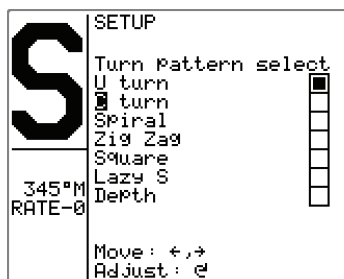 SETUP
Turn pattern select
U turn
C turn
Spiral
Zig Zag
Square
Lazy S
Depth
Move: ←,→
Adjust:
S
345°M
RATE-0